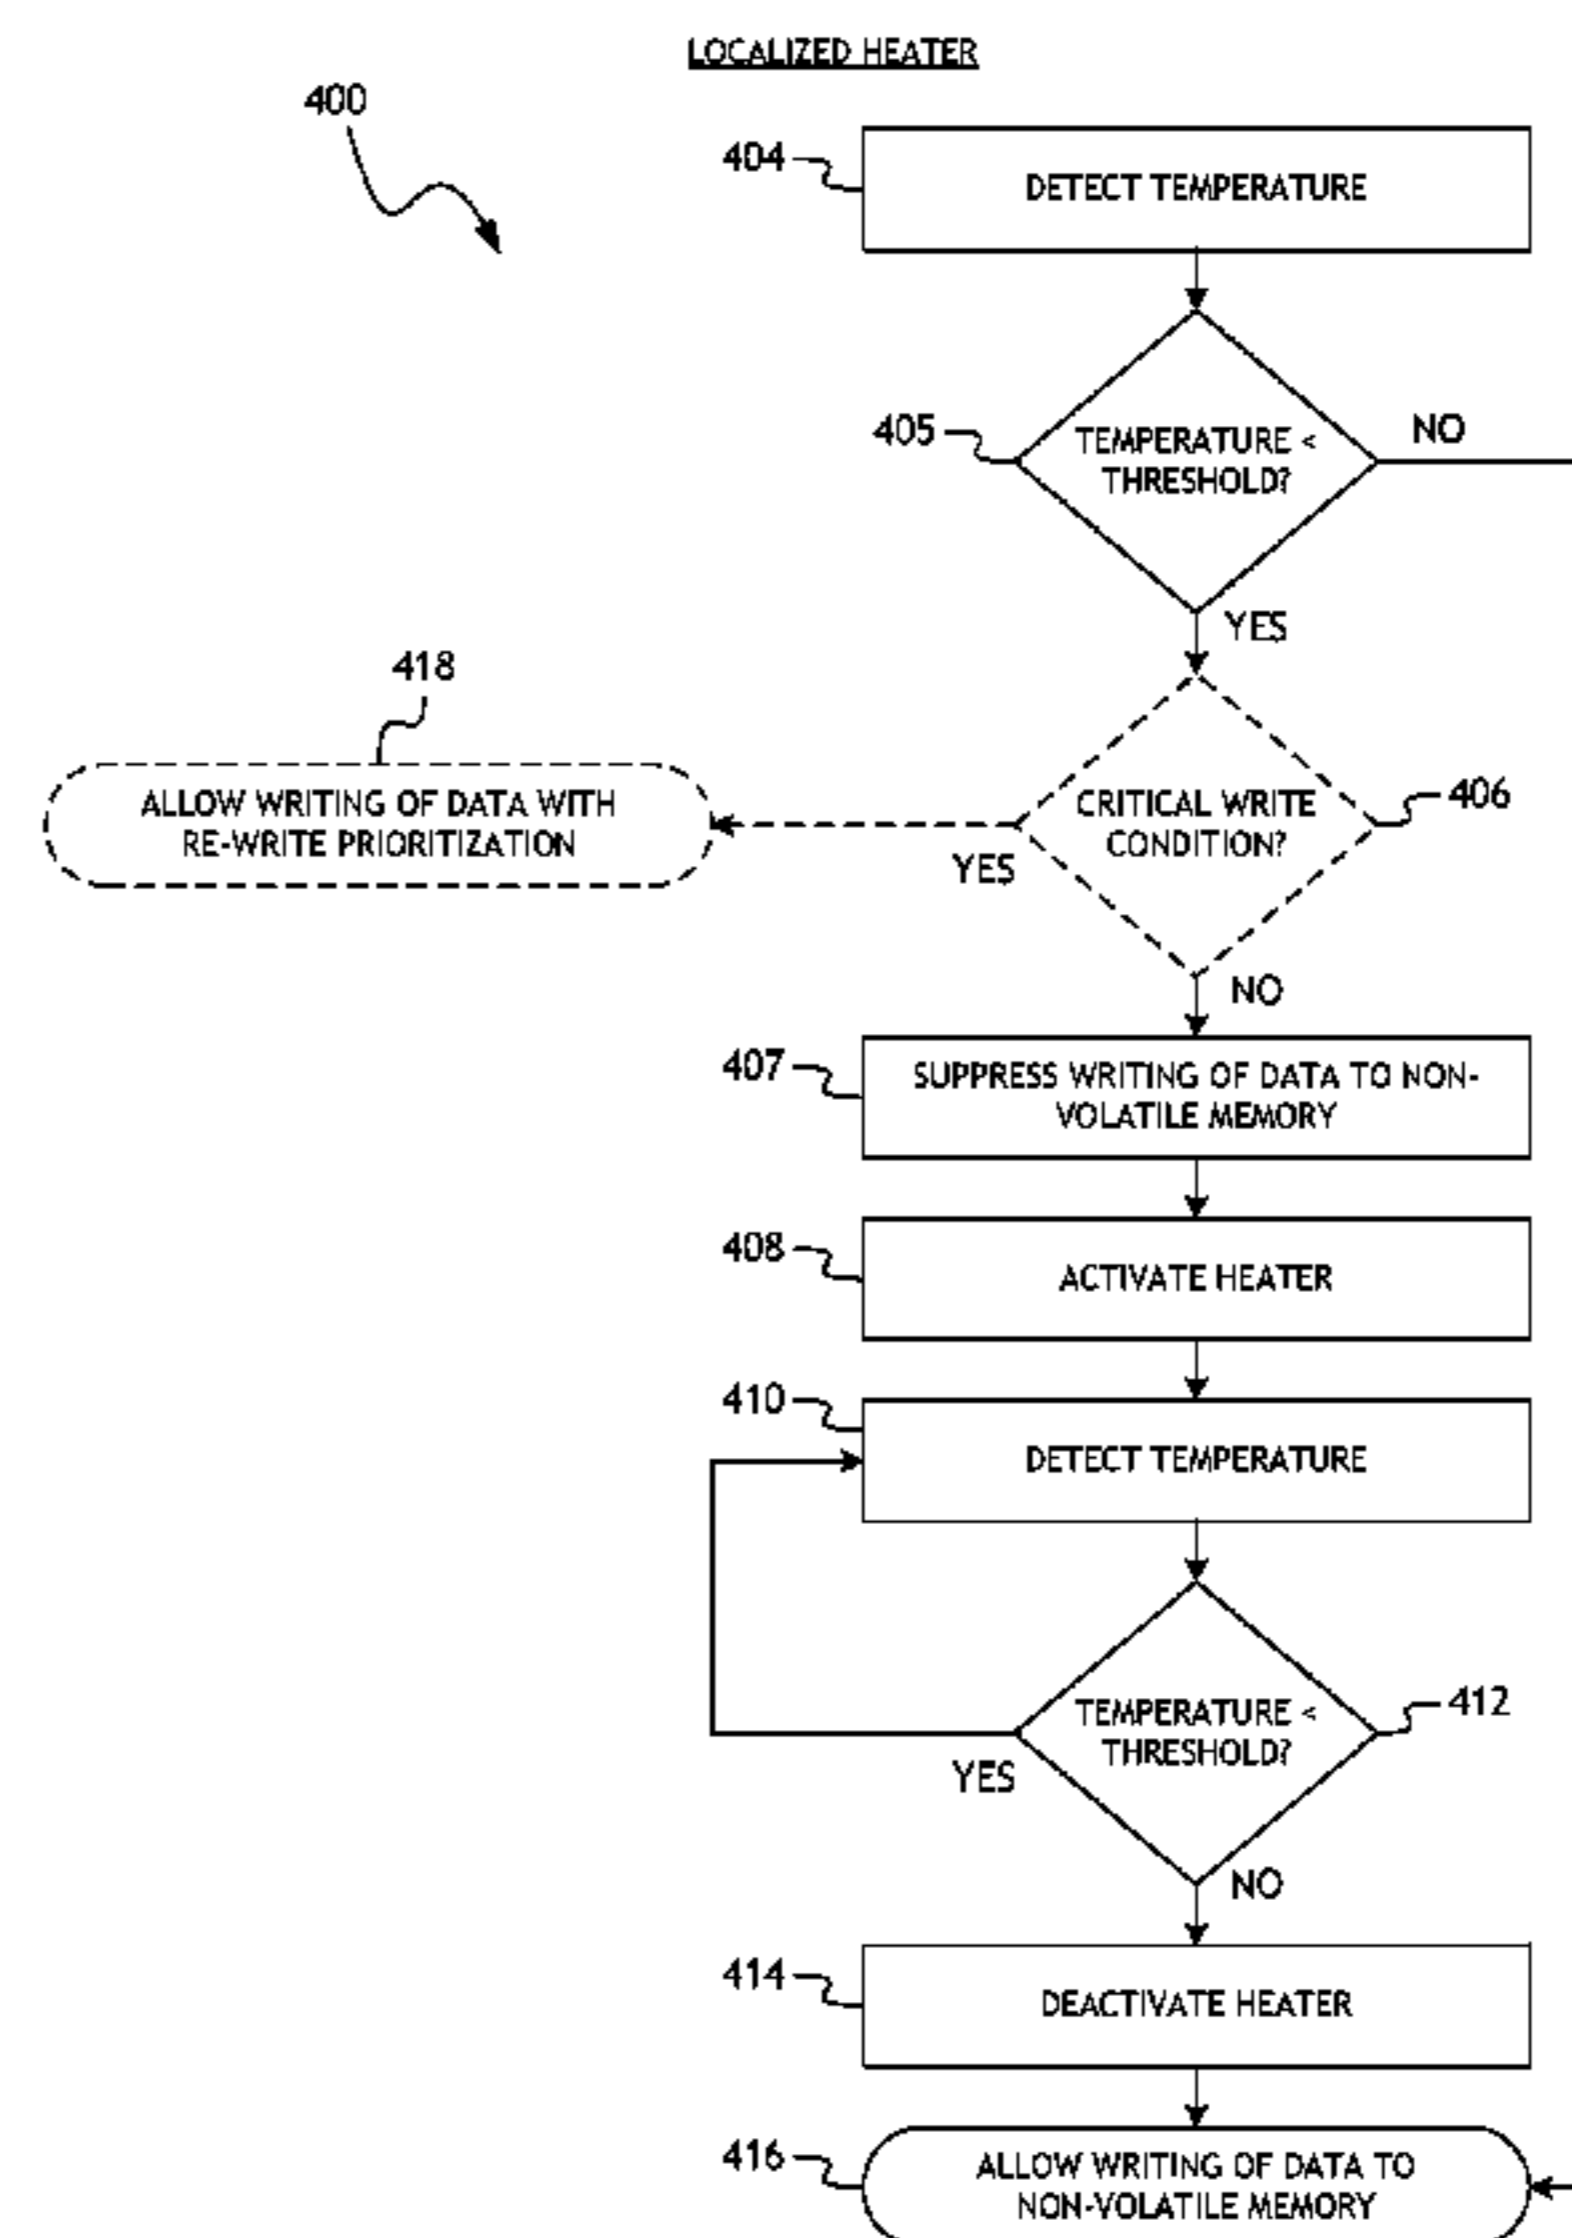 LOCALIZED HEATER
400
404
DETECT TEMPERATURE
405
TEMPERATURE <
THRESHOLD?
NO
YES
418
ALLOW WRITING OF DATA WITH
RE-WRITE PRIORITIZATION
YES
CRITICAL WRITE
CONDITION?
406
NO
407
SUPPRESS WRITING OF DATA TO NON-
VOLATILE MEMORY
408
ACTIVATE HEATER
410
DETECT TEMPERATURE
TEMPERATURE <
THRESHOLD?
412
YES
NO
414
DEACTIVATE HEATER
416
ALLOW WRITING OF DATA TO
NON-VOLATILE MEMORY